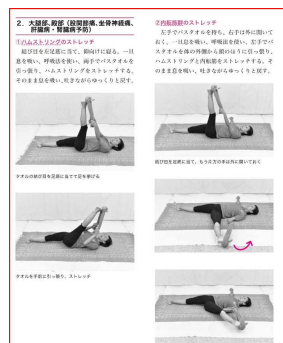 2．大腿部、殿部（股関節痛、坐骨神経痛、
肝臓病・腎臓病予防）
①ハムストリングのストレッチ
結び目を足底に当て、仰向けに寝る。一旦
息を吸い、呼吸法を使い、両手でバスタオルを
引っ張り、ハムストリングをストレッチする。
そのまま息を吸い、吐きながらゆっくりと戻す。
タオルの結び目を足底に当てて足を挙げる
タオルを手前に引っ張り、ストレッチ
②内転筋群のストレッチ
左手でバスタオルを持ち、右手は外に開いて
おく。一旦息を吸い、呼吸法を使い、左手でバ
スタオルを体の外側から頭のほうに引っ張り、
ハムストリングと内転筋をストレッチする。そ
のまま息を吸い、吐きながらゆっくりと戻す。
結び目を足底に当て、もう片方の手は外に開いておく